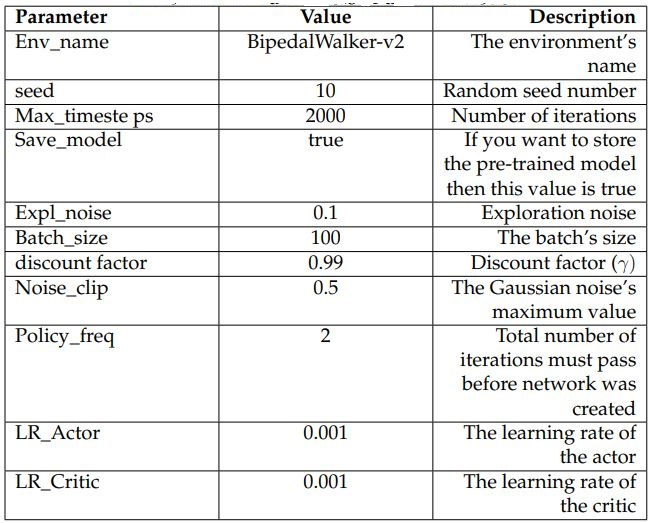 Parameter Value Description
Env_name BipedalWalker-v2 The environment's
name
seed 10 Random seed number
Max_timeste ps 2000 Number of iterations
Save_model true If you want to store
the pre-trained model
then this value is true
Expl_noise 0.1 Exploration noise
Batch_size 100 The batch's size
discount factor 0.99 Discount factor (γ)
Noise_clip 0.5 The Gaussian noise's
maximum value
Policy_freq 2 Total number of
iterations must pass
before network was
created
LR_Actor 0.001 The learning rate of
the actor
LR_Critic 0.001 The learning rate of
the critic